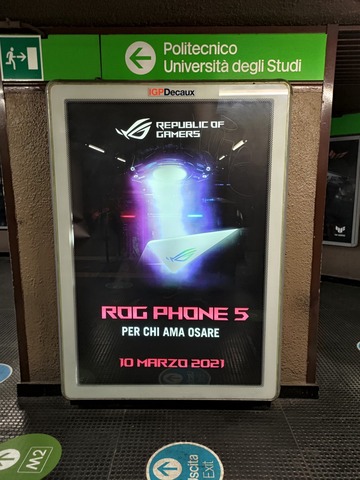 Politecnico
Università degli Studi
IGPDecaux
REPUBLIC OF
GAMERS
ROG PHONE 5
PER CHI AMA OSARE
10 MARZO 2021
M2
Uscita
Exit